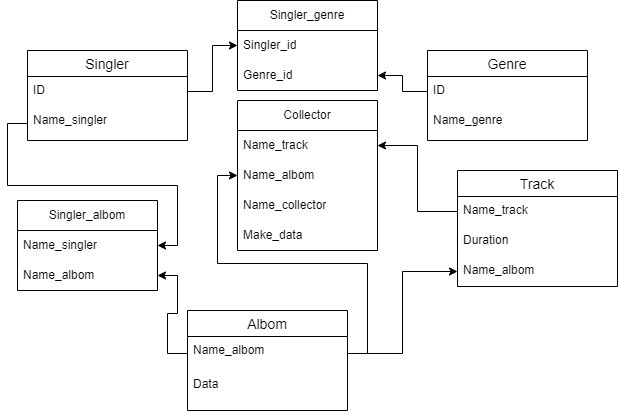 Singler_genre
Singler_id
Genre_id
Singler
ID
Name_singler
Genre
ID
Name_genre
Collector
Name_track
Name_albom
Name_collector
Make_data
Track
Name_track
Duration
Name_albom
Singler_albom
Name_singler
Name_albom
Albom
Name_albom
Data